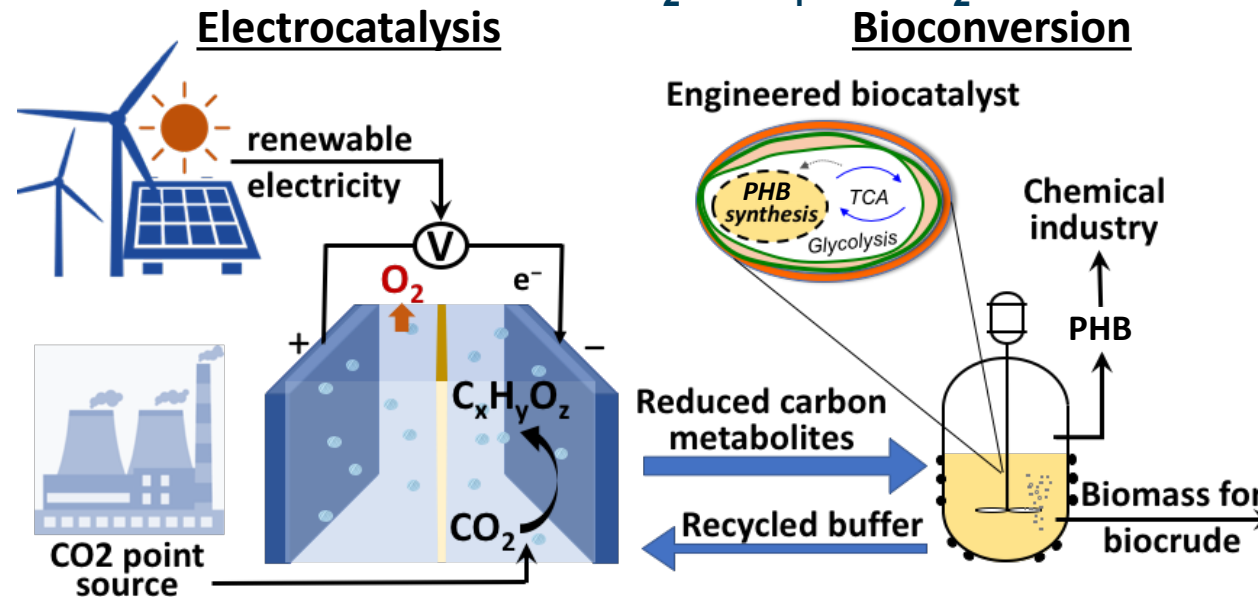 Electrocatalysis
Bioconversion
renewable
electricity
V
O₂
e⁻
+
–
CO2 point
source
CₓHᵧO_z
CO₂
Engineered biocatalyst
PHB
synthesis
TCA
Glycolysis
Reduced carbon
metabolites
Recycled buffer
Chemical
industry
PHB
Biomass for
biocrude